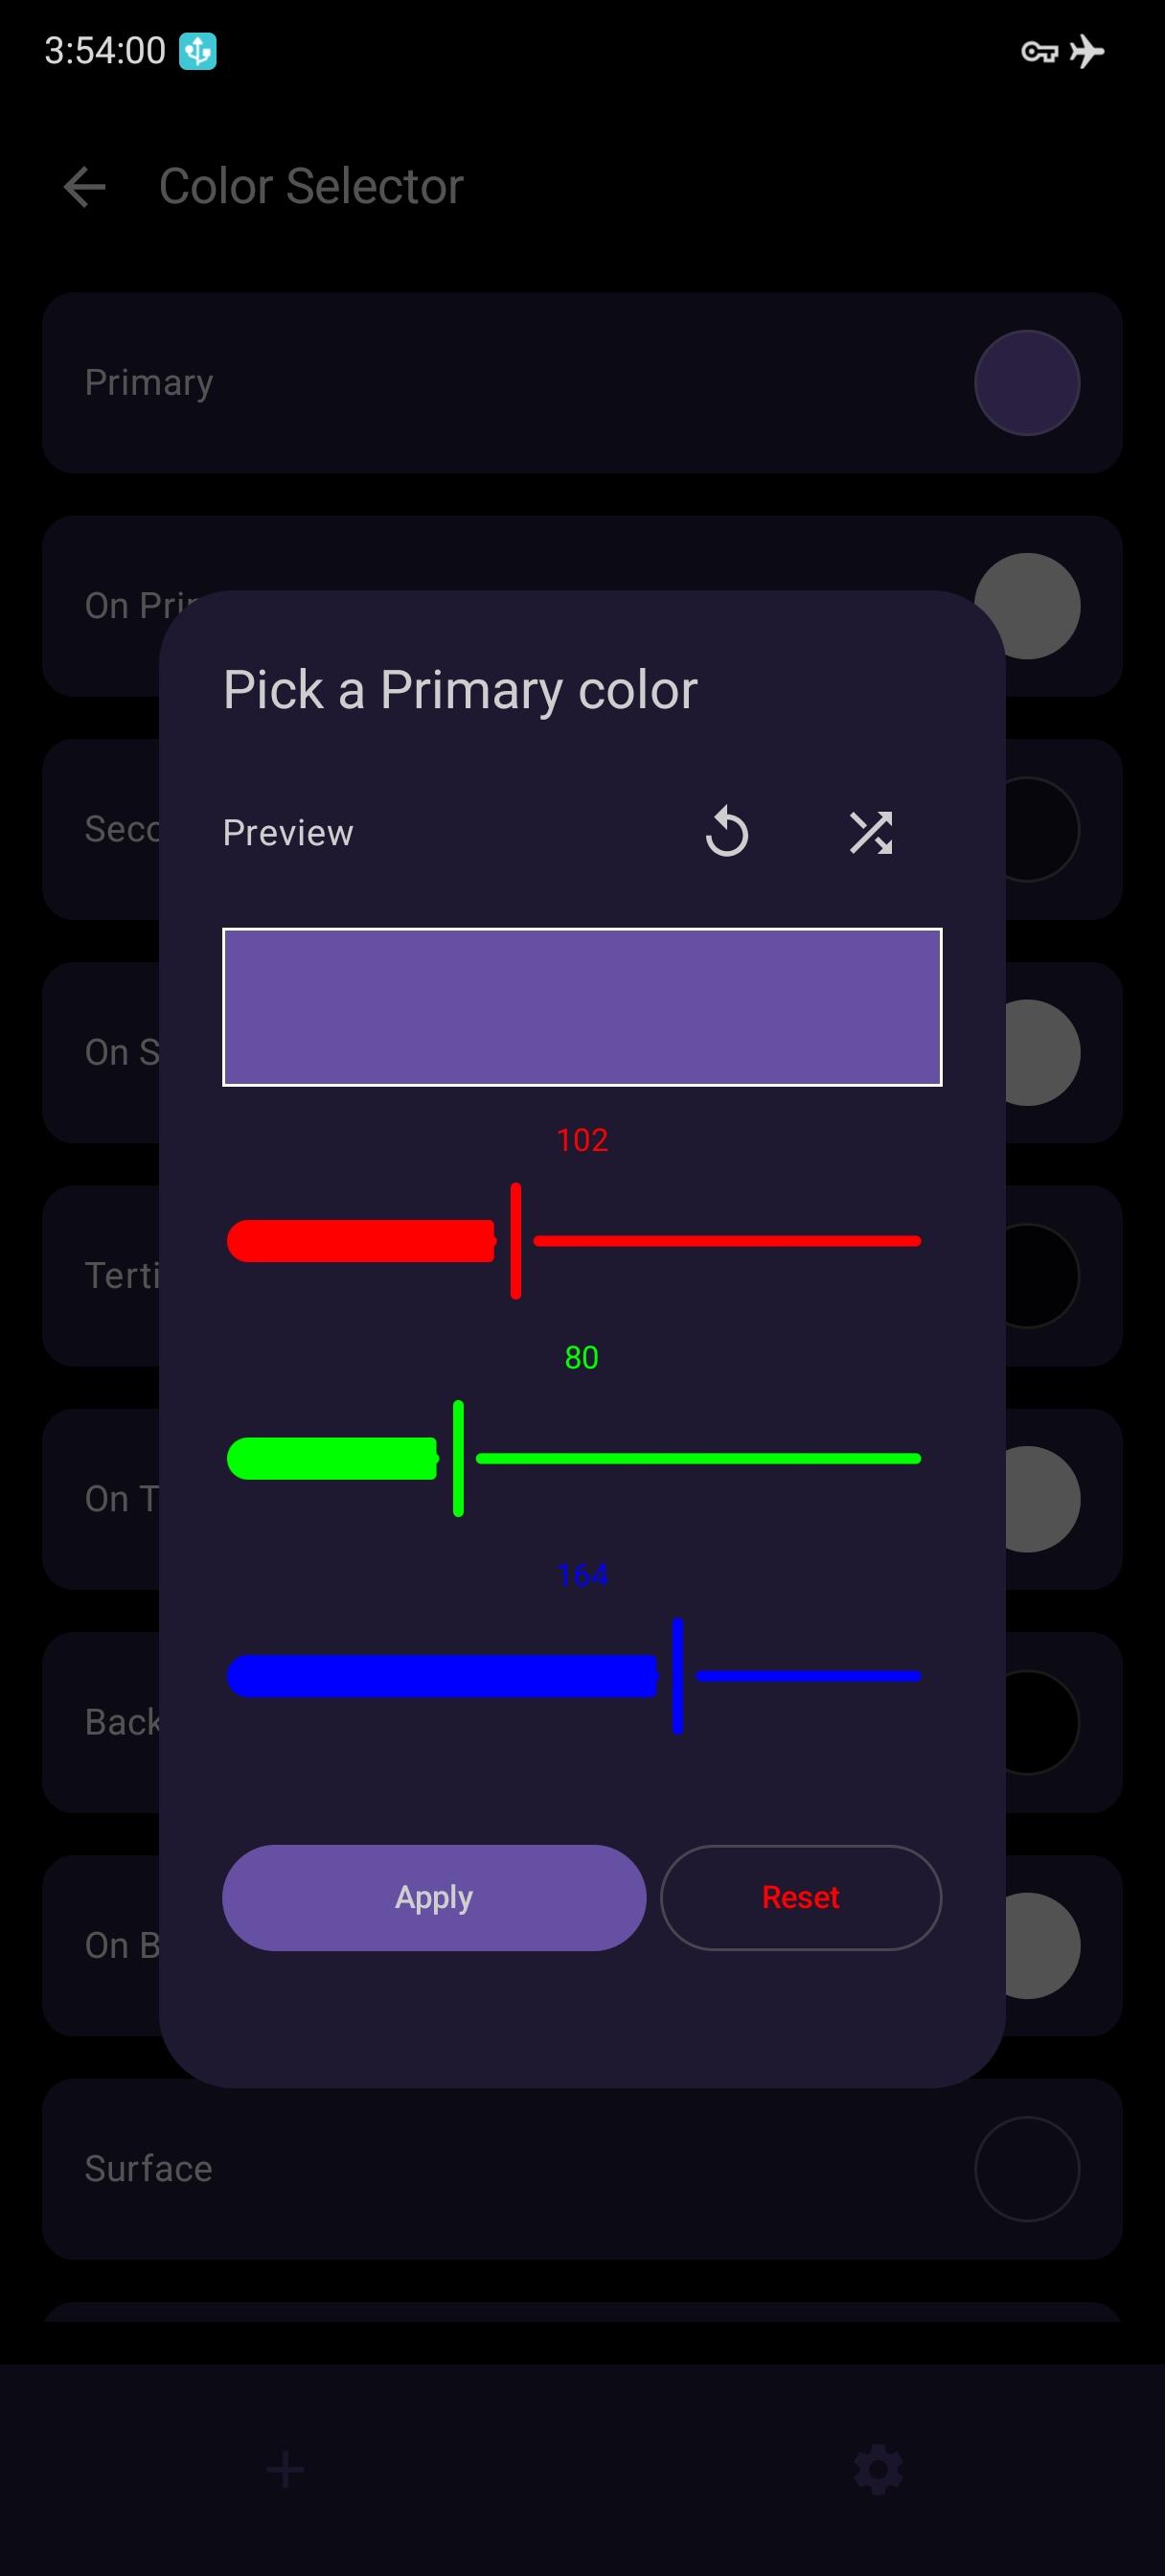 3:54:00
Color Selector
Primary
On Prim
Seco
On S
Terti
On T
Back
On B
Surface
Pick a Primary color
Preview
102
80
164
Apply
Reset